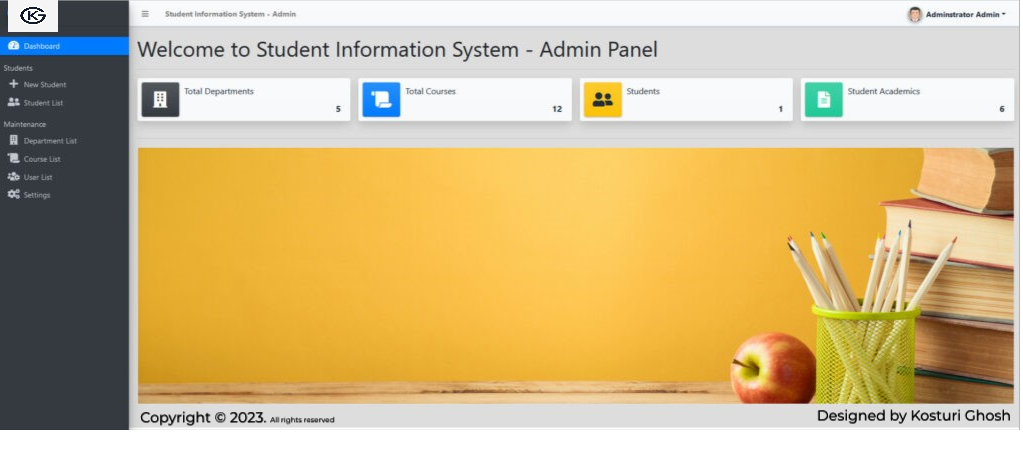 GK
Student Information System - Admin
Adminstrator Admin
Dashboard
Students
New Student
Student List
Maintenance
Department List
Course List
User List
Settings
Welcome to Student Information System - Admin Panel
Total Departments
5
Total Courses
12
Students
1
Student Academics
6
Copyright © 2023. All rights reserved
Designed by Kosturi Ghosh